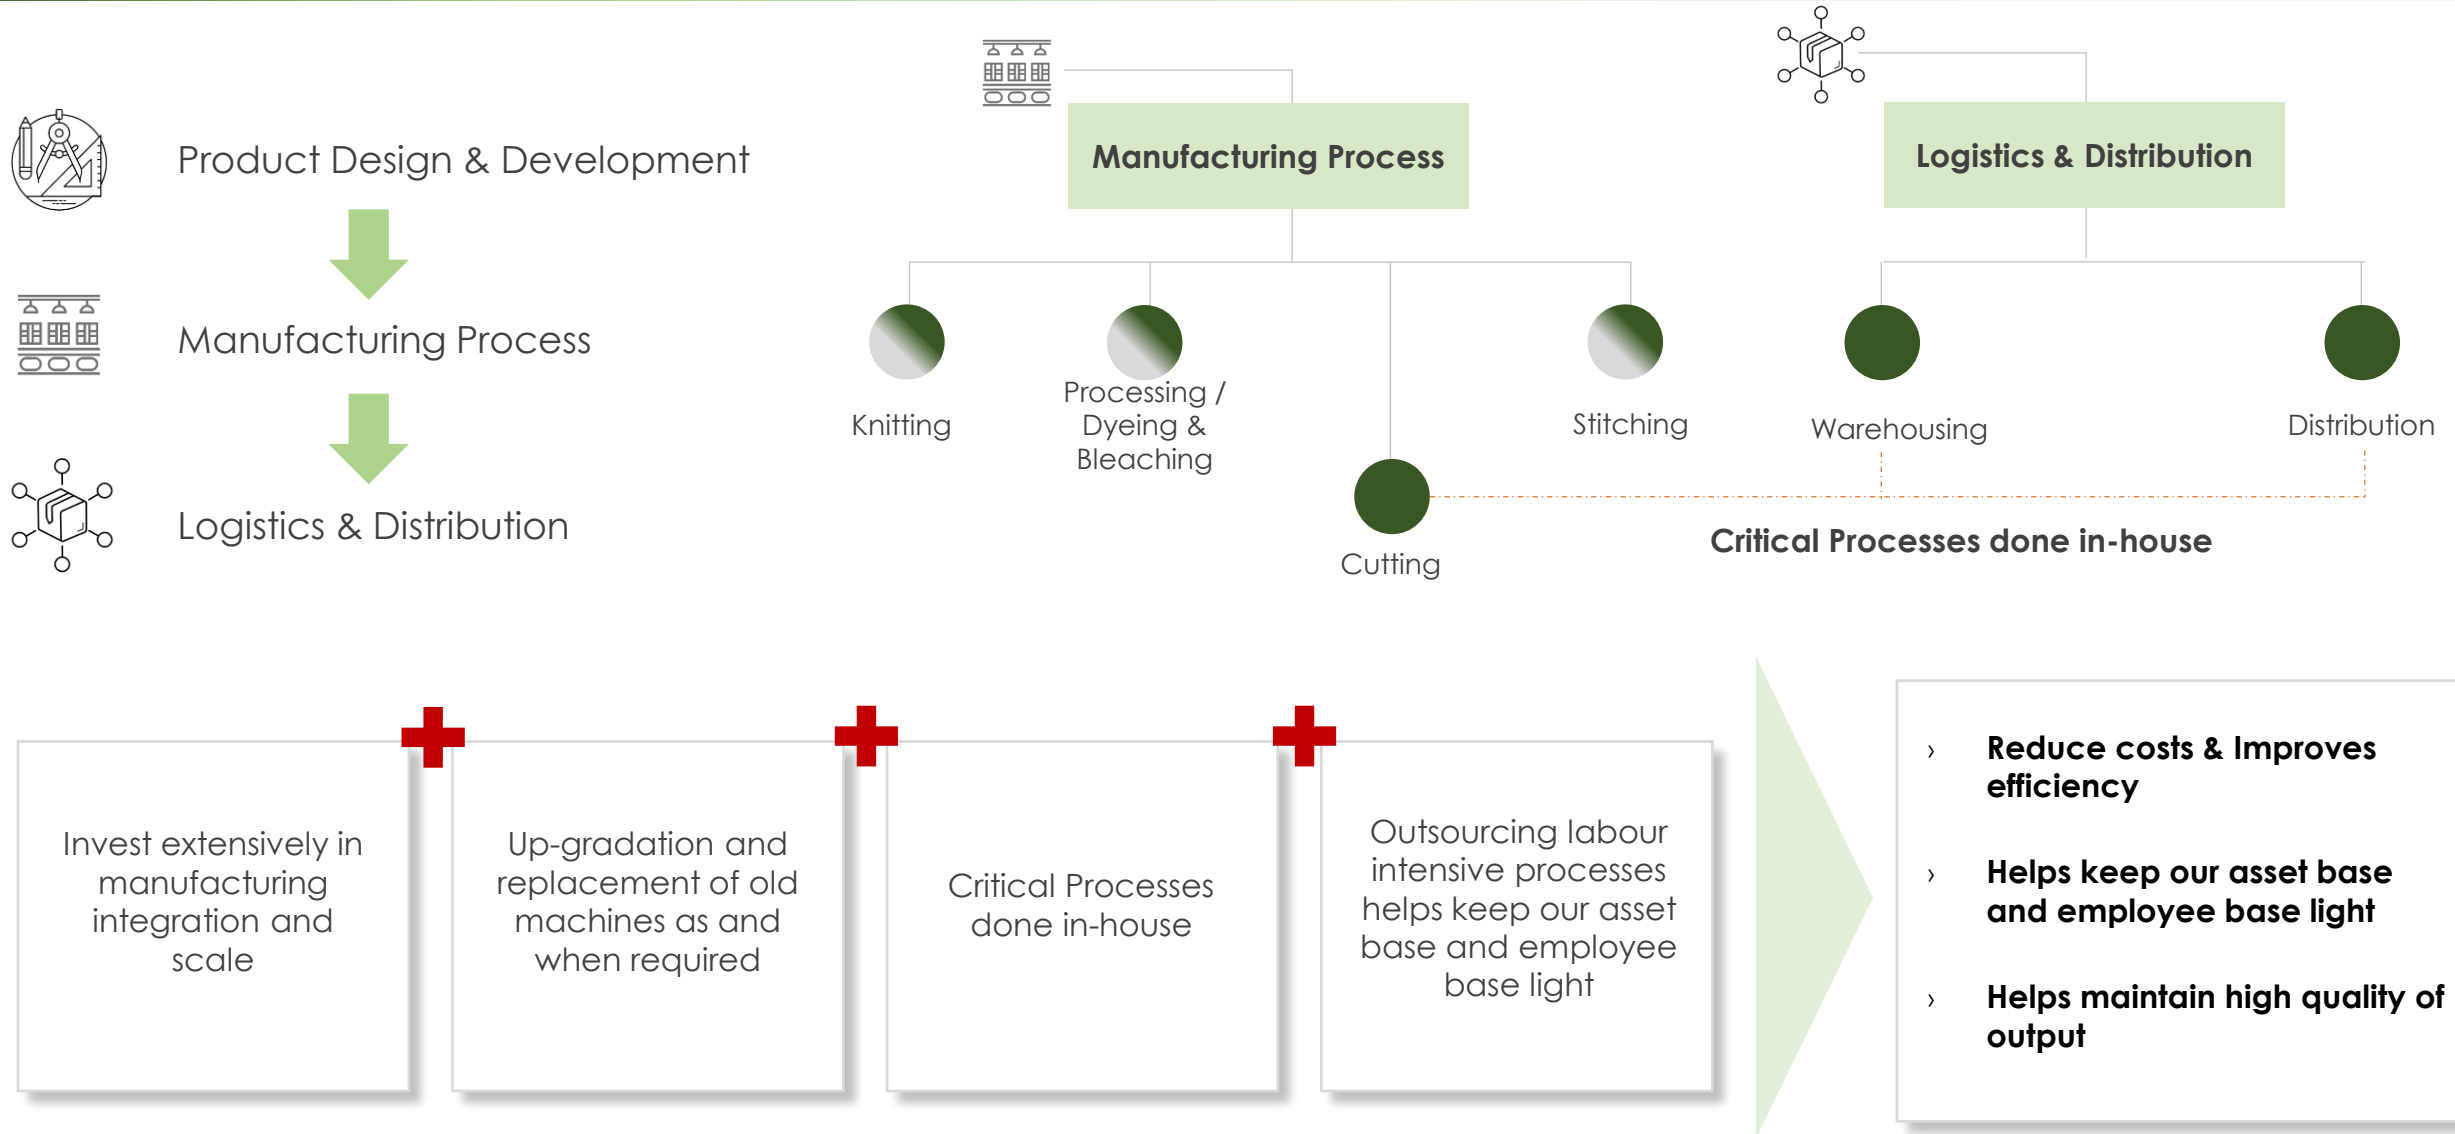 Product Design & Development
Manufacturing Process
Logistics & Distribution
Manufacturing Process
Knitting
Processing /
Dyeing &
Bleaching
Cutting
Stitching
Logistics & Distribution
Warehousing
Distribution
Critical Processes done in-house
Invest extensively in
manufacturing
integration and
scale
Up-gradation and
replacement of old
machines as and
when required
Critical Processes
done in-house
Outsourcing labour
intensive processes
helps keep our asset
base and employee
base light
› Reduce costs & Improves
efficiency
› Helps keep our asset base
and employee base light
› Helps maintain high quality of
output